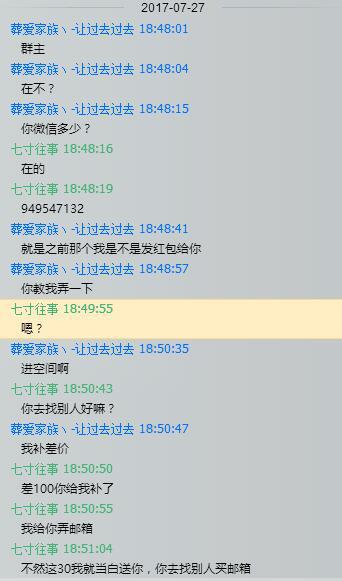 2017-07-27
葬爱家族ヽ-让过去过去 18:48:01
群主
葬爱家族ヽ-让过去过去 18:48:04
在不？
葬爱家族ヽ-让过去过去 18:48:15
你微信多少？
七寸往事 18:48:16
在的
七寸往事 18:48:19
949547132
葬爱家族ヽ-让过去过去 18:48:41
就是之前那个我是不是发红包给你
葬爱家族ヽ-让过去过去 18:48:57
你教我弄一下
七寸往事 18:49:55
嗯？
葬爱家族ヽ-让过去过去 18:50:35
进空间啊
七寸往事 18:50:43
你去找别人好嘛？
葬爱家族ヽ-让过去过去 18:50:47
我补差价
七寸往事 18:50:50
差100你给我补了
七寸往事 18:50:55
我给你弄邮箱
七寸往事 18:51:04
不然这30我就当白送你，你去找别人买邮箱